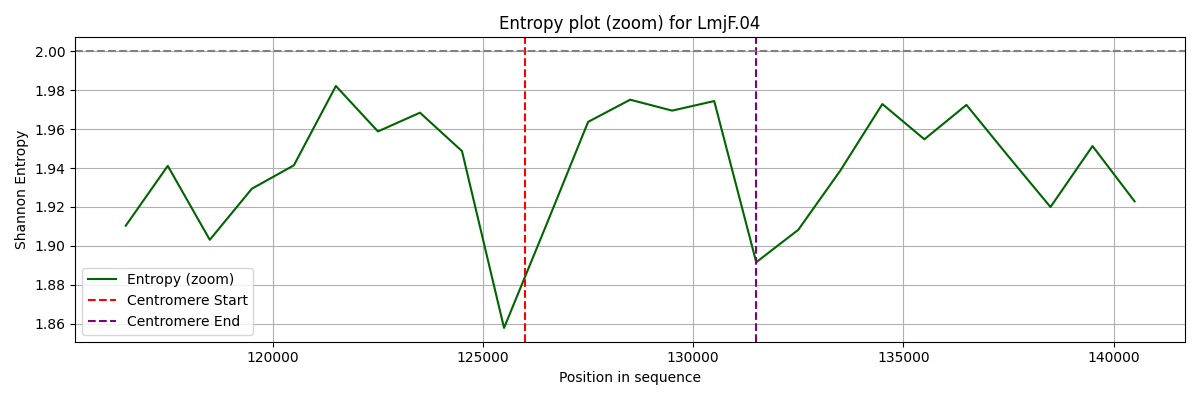 Entropy plot (zoom) for LmjF.04
Shannon Entropy
2.00
1.98
1.96
1.94
1.92
1.90
1.88
1.86
Entropy (zoom)
Centromere Start
Centromere End
120000 125000 130000 135000 140000
Position in sequence